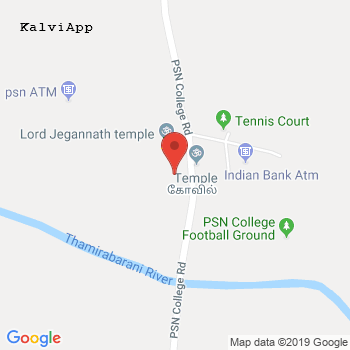 KalviApp
PSN College Rd
psn ATM
Tennis Court
Lord Jegannath temple
Temple
கோவில்
Indian Bank Atm
PSN College
Football Ground
Thamirabarani River
PSN College Rd
Google
Map data ©2019 Google